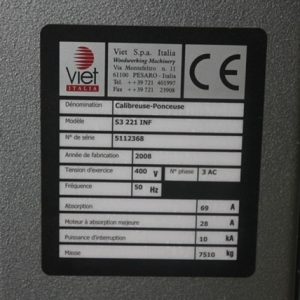 viet
ITALIA
Viet S.p.a. Italia
Woodworking Machinery
Via Montefeltro n. 11
61100 PESARO - Italia
Tel + +39 721 401997
Fax + +39 721 23908
CE
Dénomination Calibreuse-Ponceuse
Modèle S3 221 INF
N° de série 5112368
Année de fabrication 2008
Tension d'exercice 400 V N° phase 3 AC
Fréquence 50 Hz
Absorption 69 A
Moteur à absorption majeure 28 A
Puissance d'interruption 10 kA
Masse 7510 kg